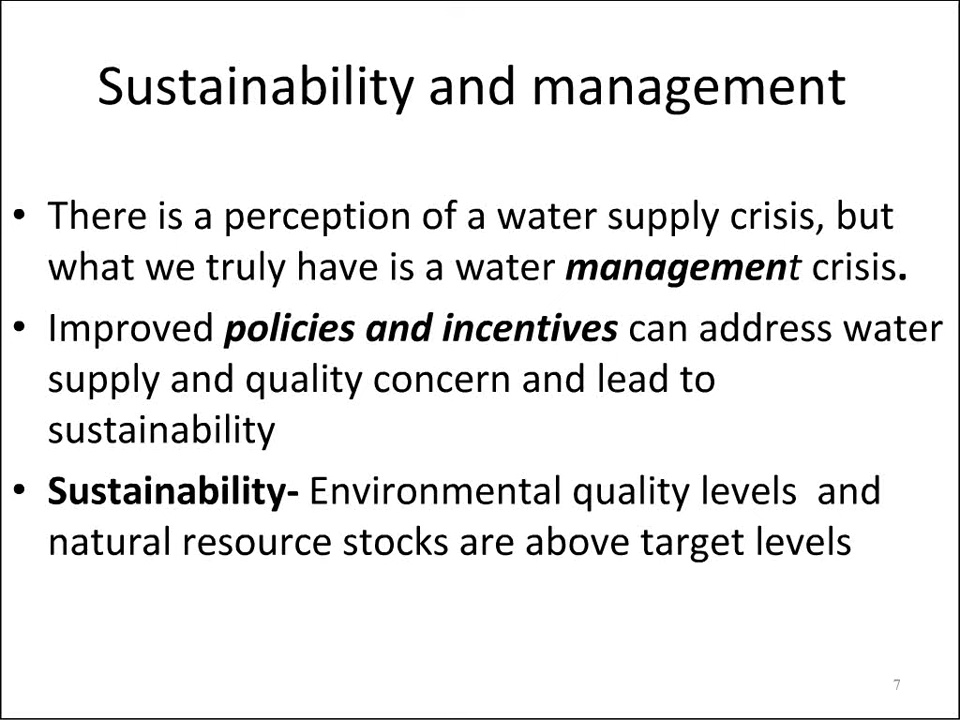 Sustainability and management
• There is a perception of a water supply crisis, but
what we truly have is a water management crisis.
• Improved policies and incentives can address water
supply and quality concern and lead to
sustainability
• Sustainability- Environmental quality levels  and
natural resource stocks are above target levels
7